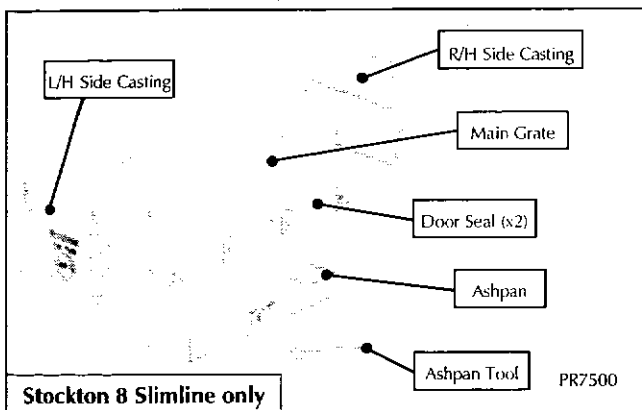 R/H Side Casting
L/H Side Casting
Main Grate
Door Seal (x2)
Ashpan
Ashpan Tool
PR7500
Stockton 8 Slimline only